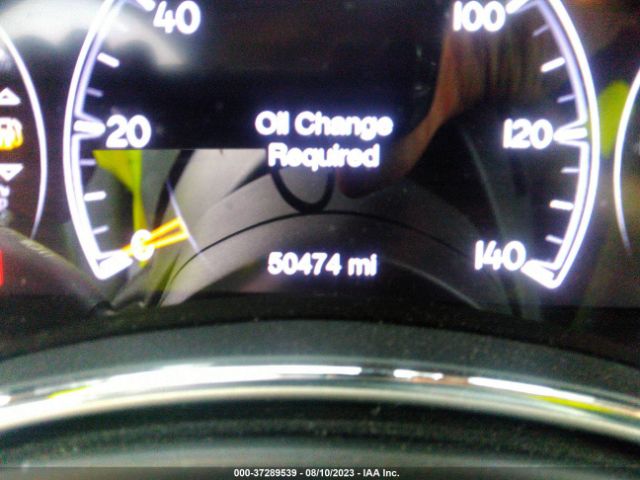 40
100
20
Oil Change
120
Required
50474 mi
140
000-37289539 - 08/10/2023 - IAA Inc.